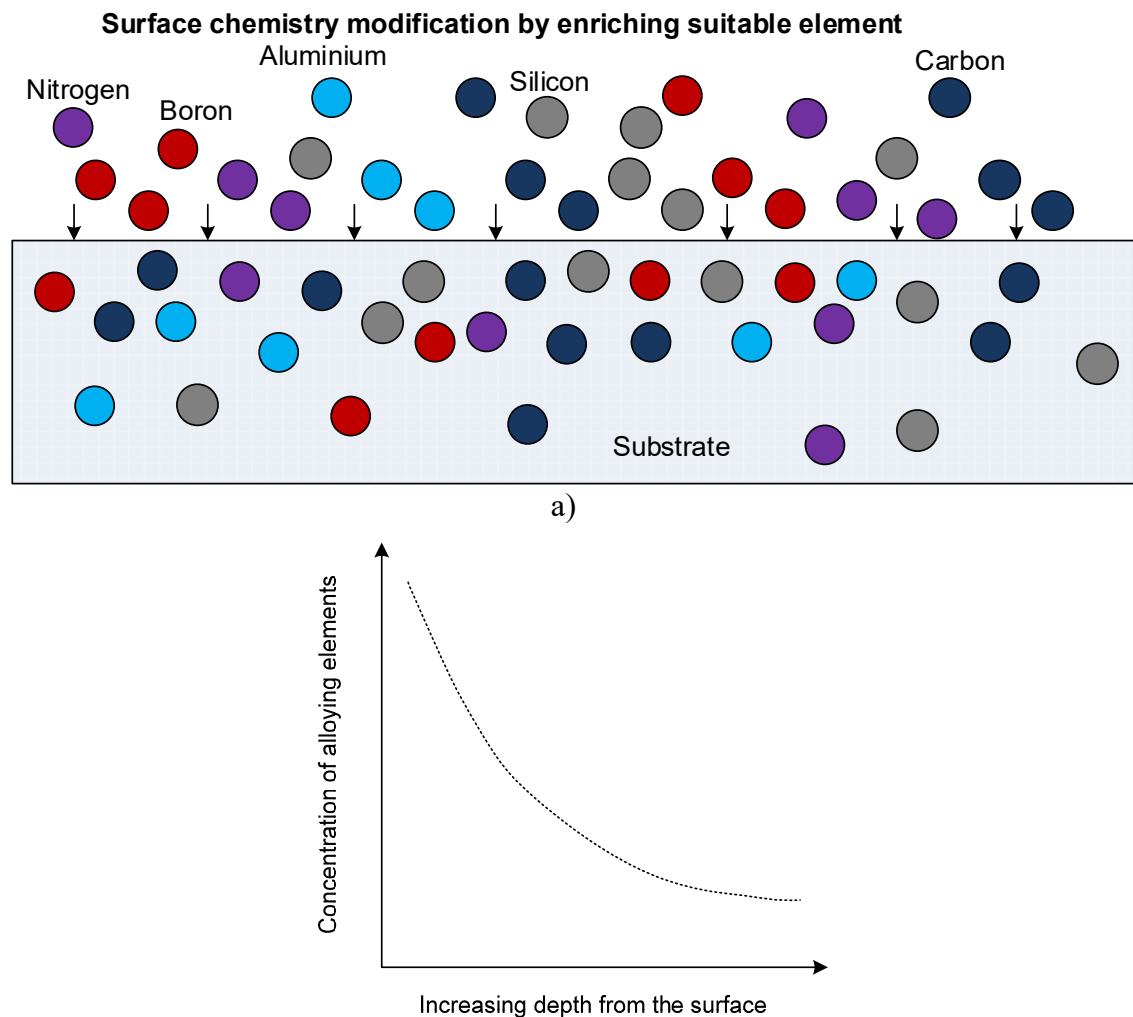 Surface chemistry modification by enriching suitable element
Aluminium
Nitrogen
Boron
Silicon
Carbon
Substrate
a)
Concentration of alloying elements
Increasing depth from the surface